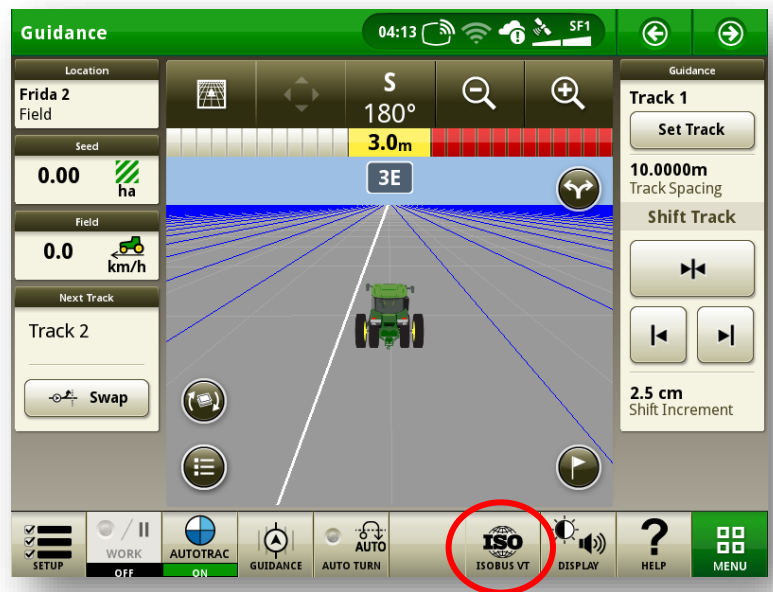 Guidance
04:13
SF1
Location
Frida 2
Field
Seed
0.00
ha
Field
0.0
km/h
Next Track
Track 2
Swap
S
180°
3.0m
3E
Guidance
Track 1
Set Track
10.0000m
Track Spacing
Shift Track
2.5 cm
Shift Increment
SETUP
WORK
OFF
AUTOTRAC
ON
GUIDANCE
AUTO
AUTO TURN
ISO
ISOBUS VT
DISPLAY
?
HELP
MENU